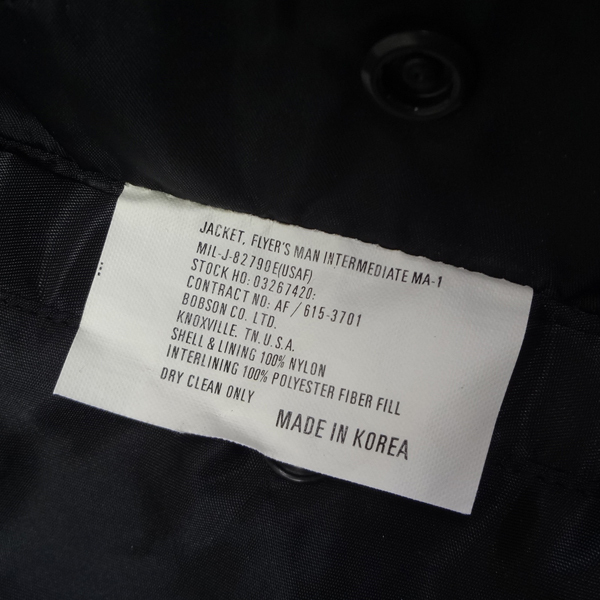 JACKET, FLYER'S MAN INTERMEDIATE MA-1
MIL-J-82790E(USAF)
STOCK HO: 03267420:
CONTRACT NO: AF / 615-3701
BOBSON CO. LTD.
KNOXVILLE, TN.U.S.A.
SHELL & LINING 100% NYLON
INTERLINING 100% POLYESTER FIBER FILL
DRY CLEAN ONLY
MADE IN KOREA